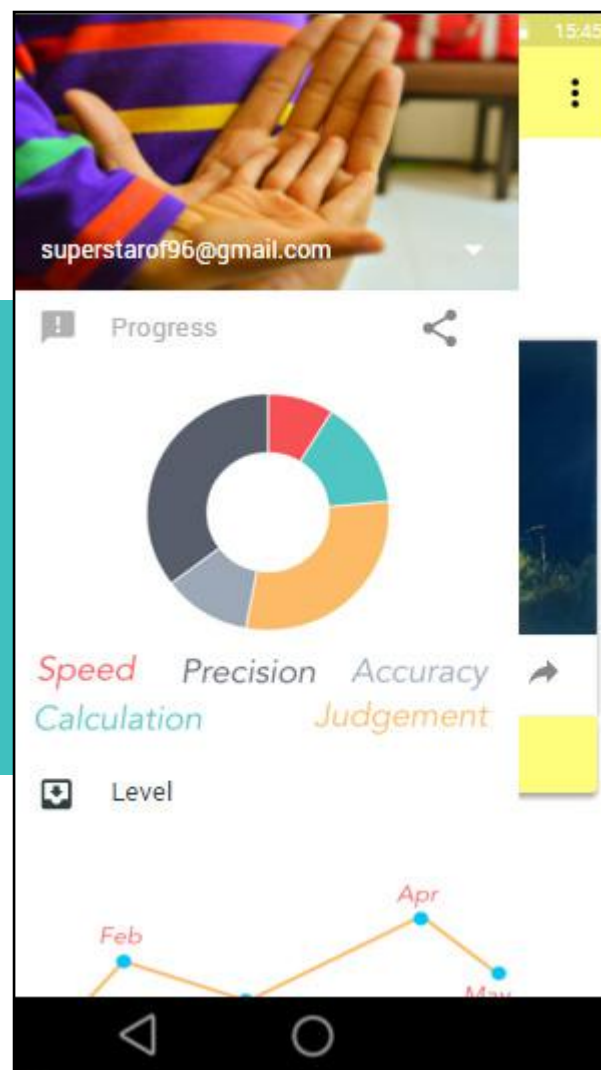 15:45
superstarof96@gmail.com
Progress
Speed Precision Accuracy
Calculation Judgement
Level
Apr
Feb
May